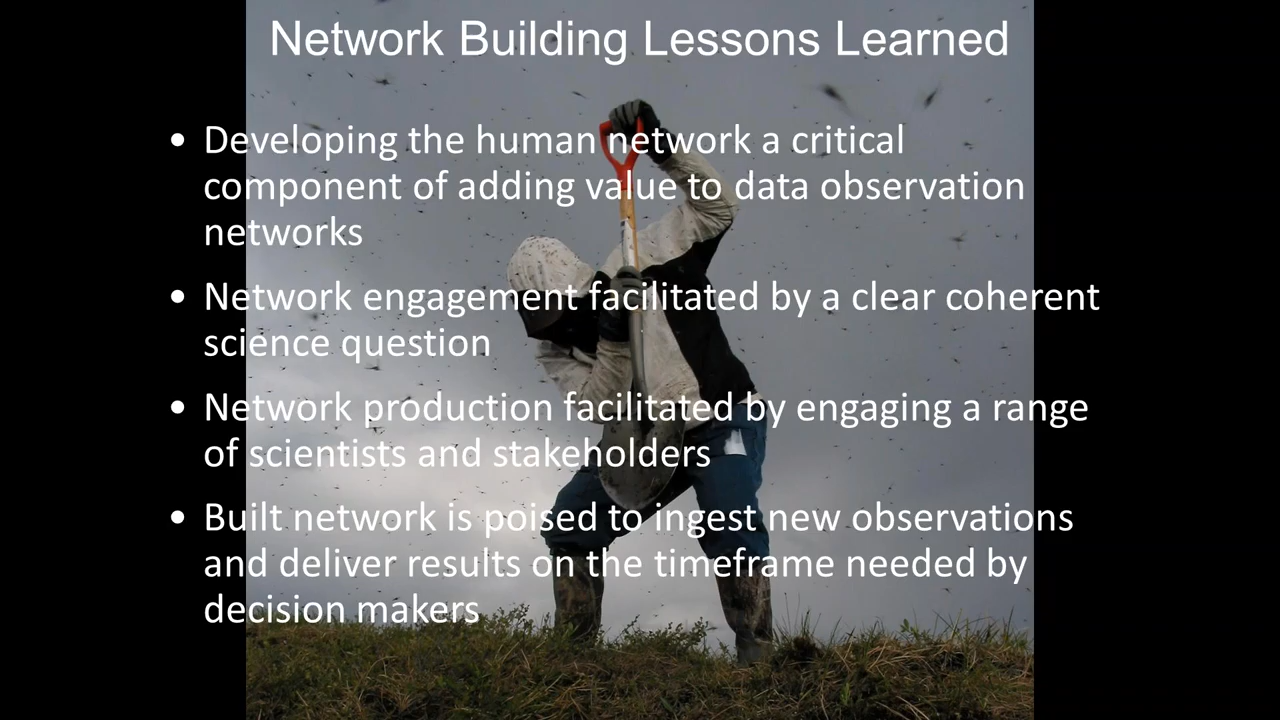 Network Building Lessons Learned
• Developing the human network a critical
component of adding value to data observation
networks
• Network engagement facilitated by a clear coherent
science question
• Network production facilitated by engaging a range
of scientists and stakeholders
• Built network is poised to ingest new observations
and deliver results on the timeframe needed by
decision makers